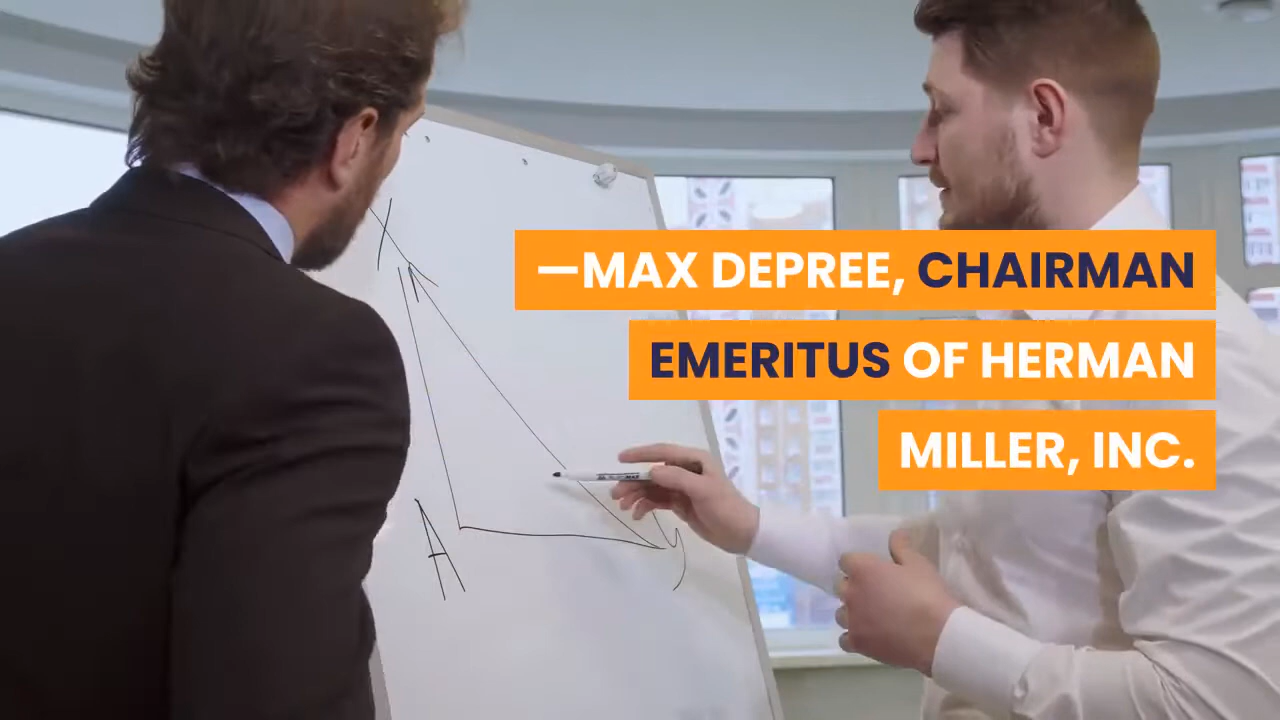 —MAX DEPREE, CHAIRMAN
EMERITUS OF HERMAN
MILLER, INC.
X
A
y